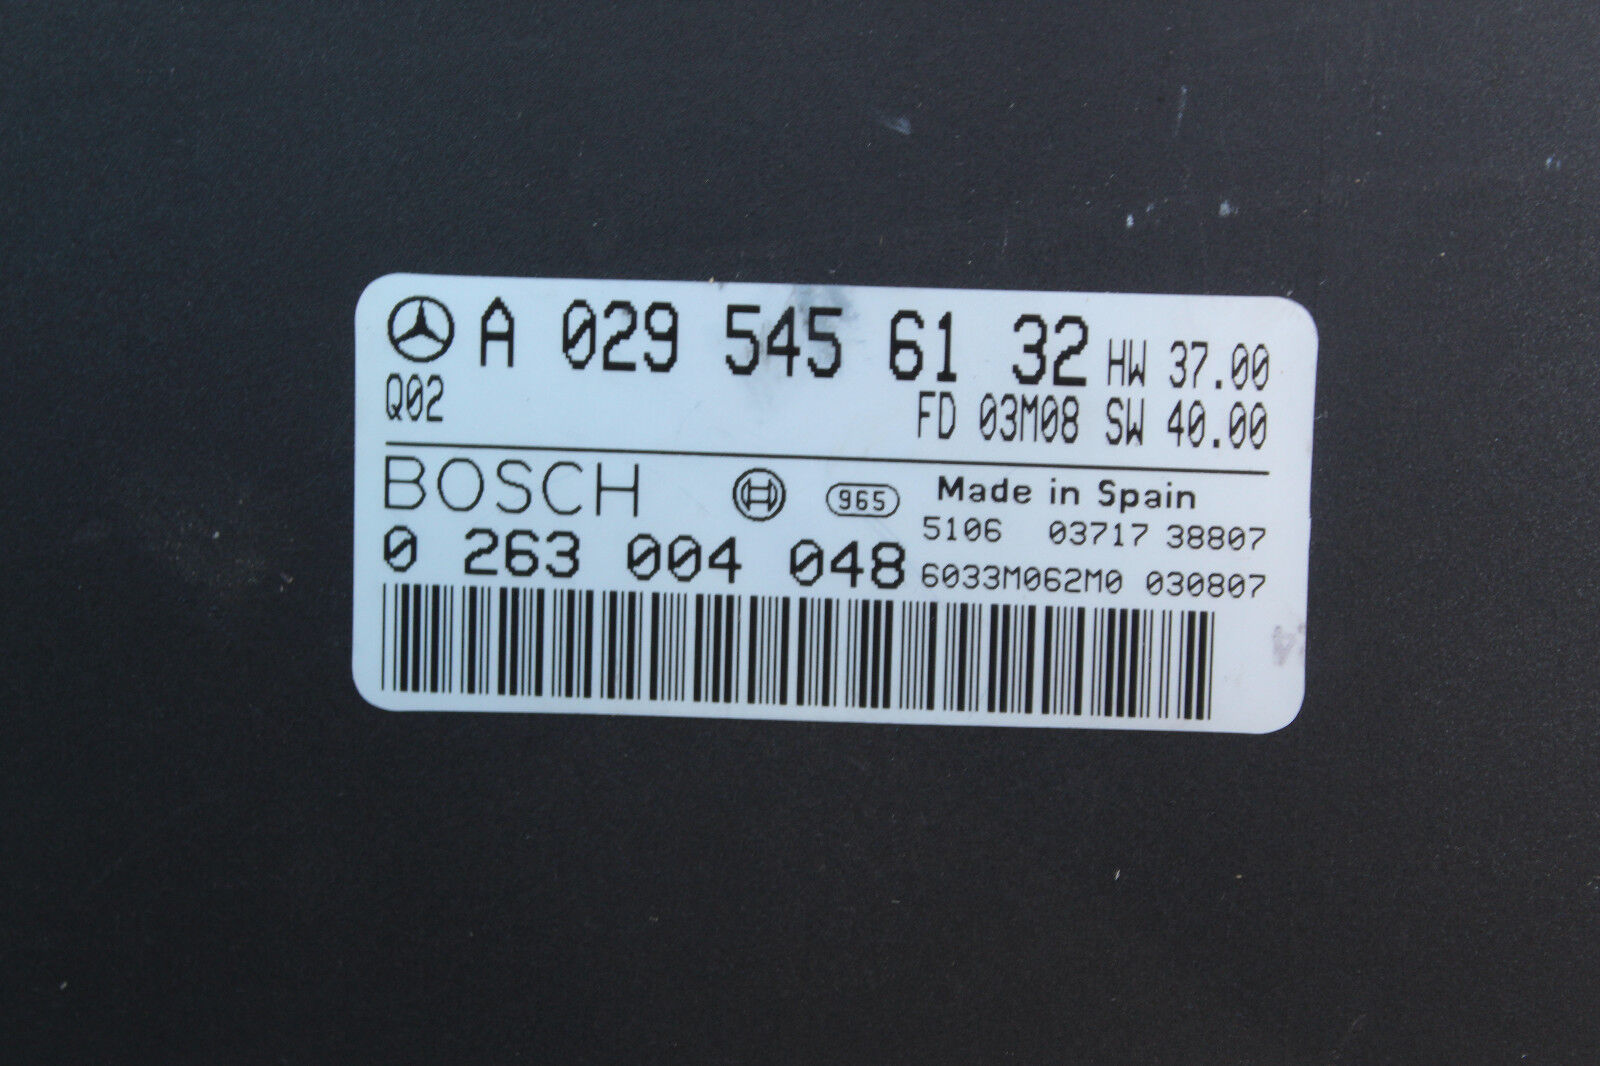 A 029 545 61 32 HW 37.00
Q02 FD 03M08 SW 40.00
BOSCH 965 Made in Spain
5106 03717 38807
0 263 004 048 6033M062M0 030807